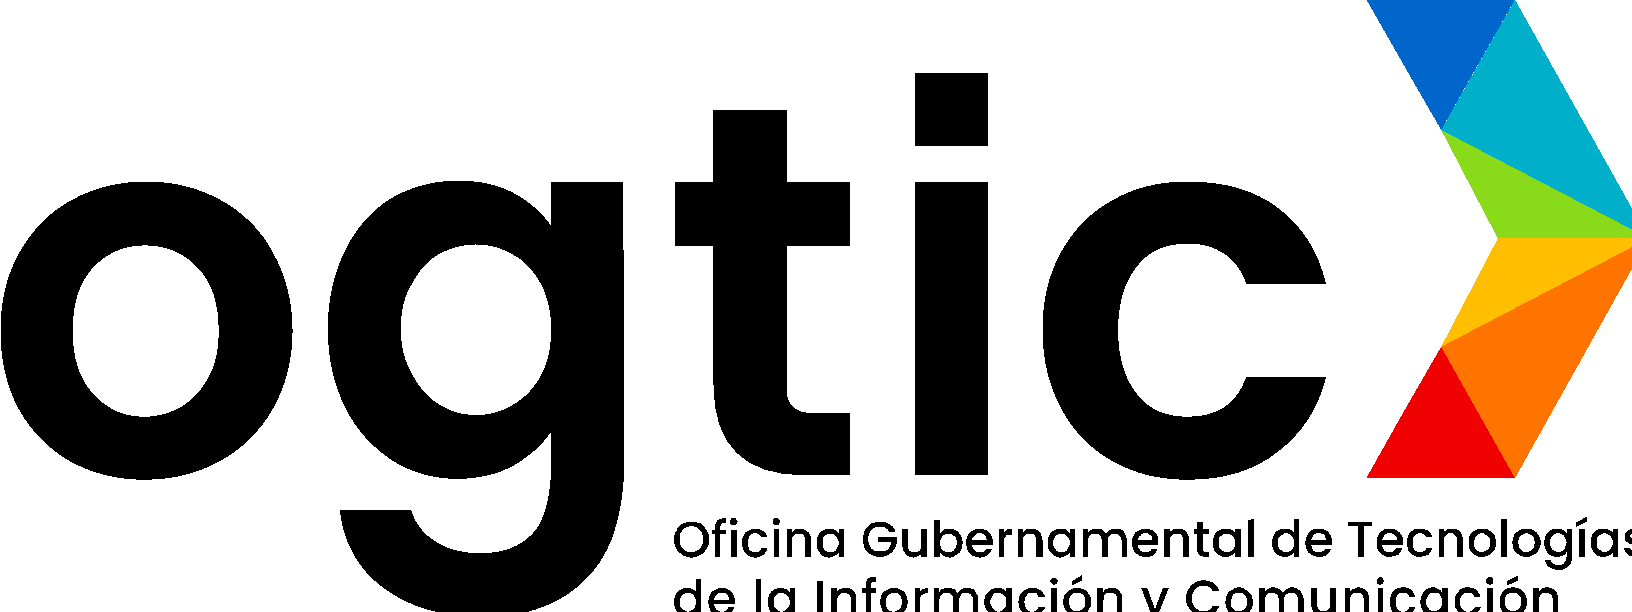 ogtic
Oficina Gubernamental de Tecnologías
de la Información y Comunicación